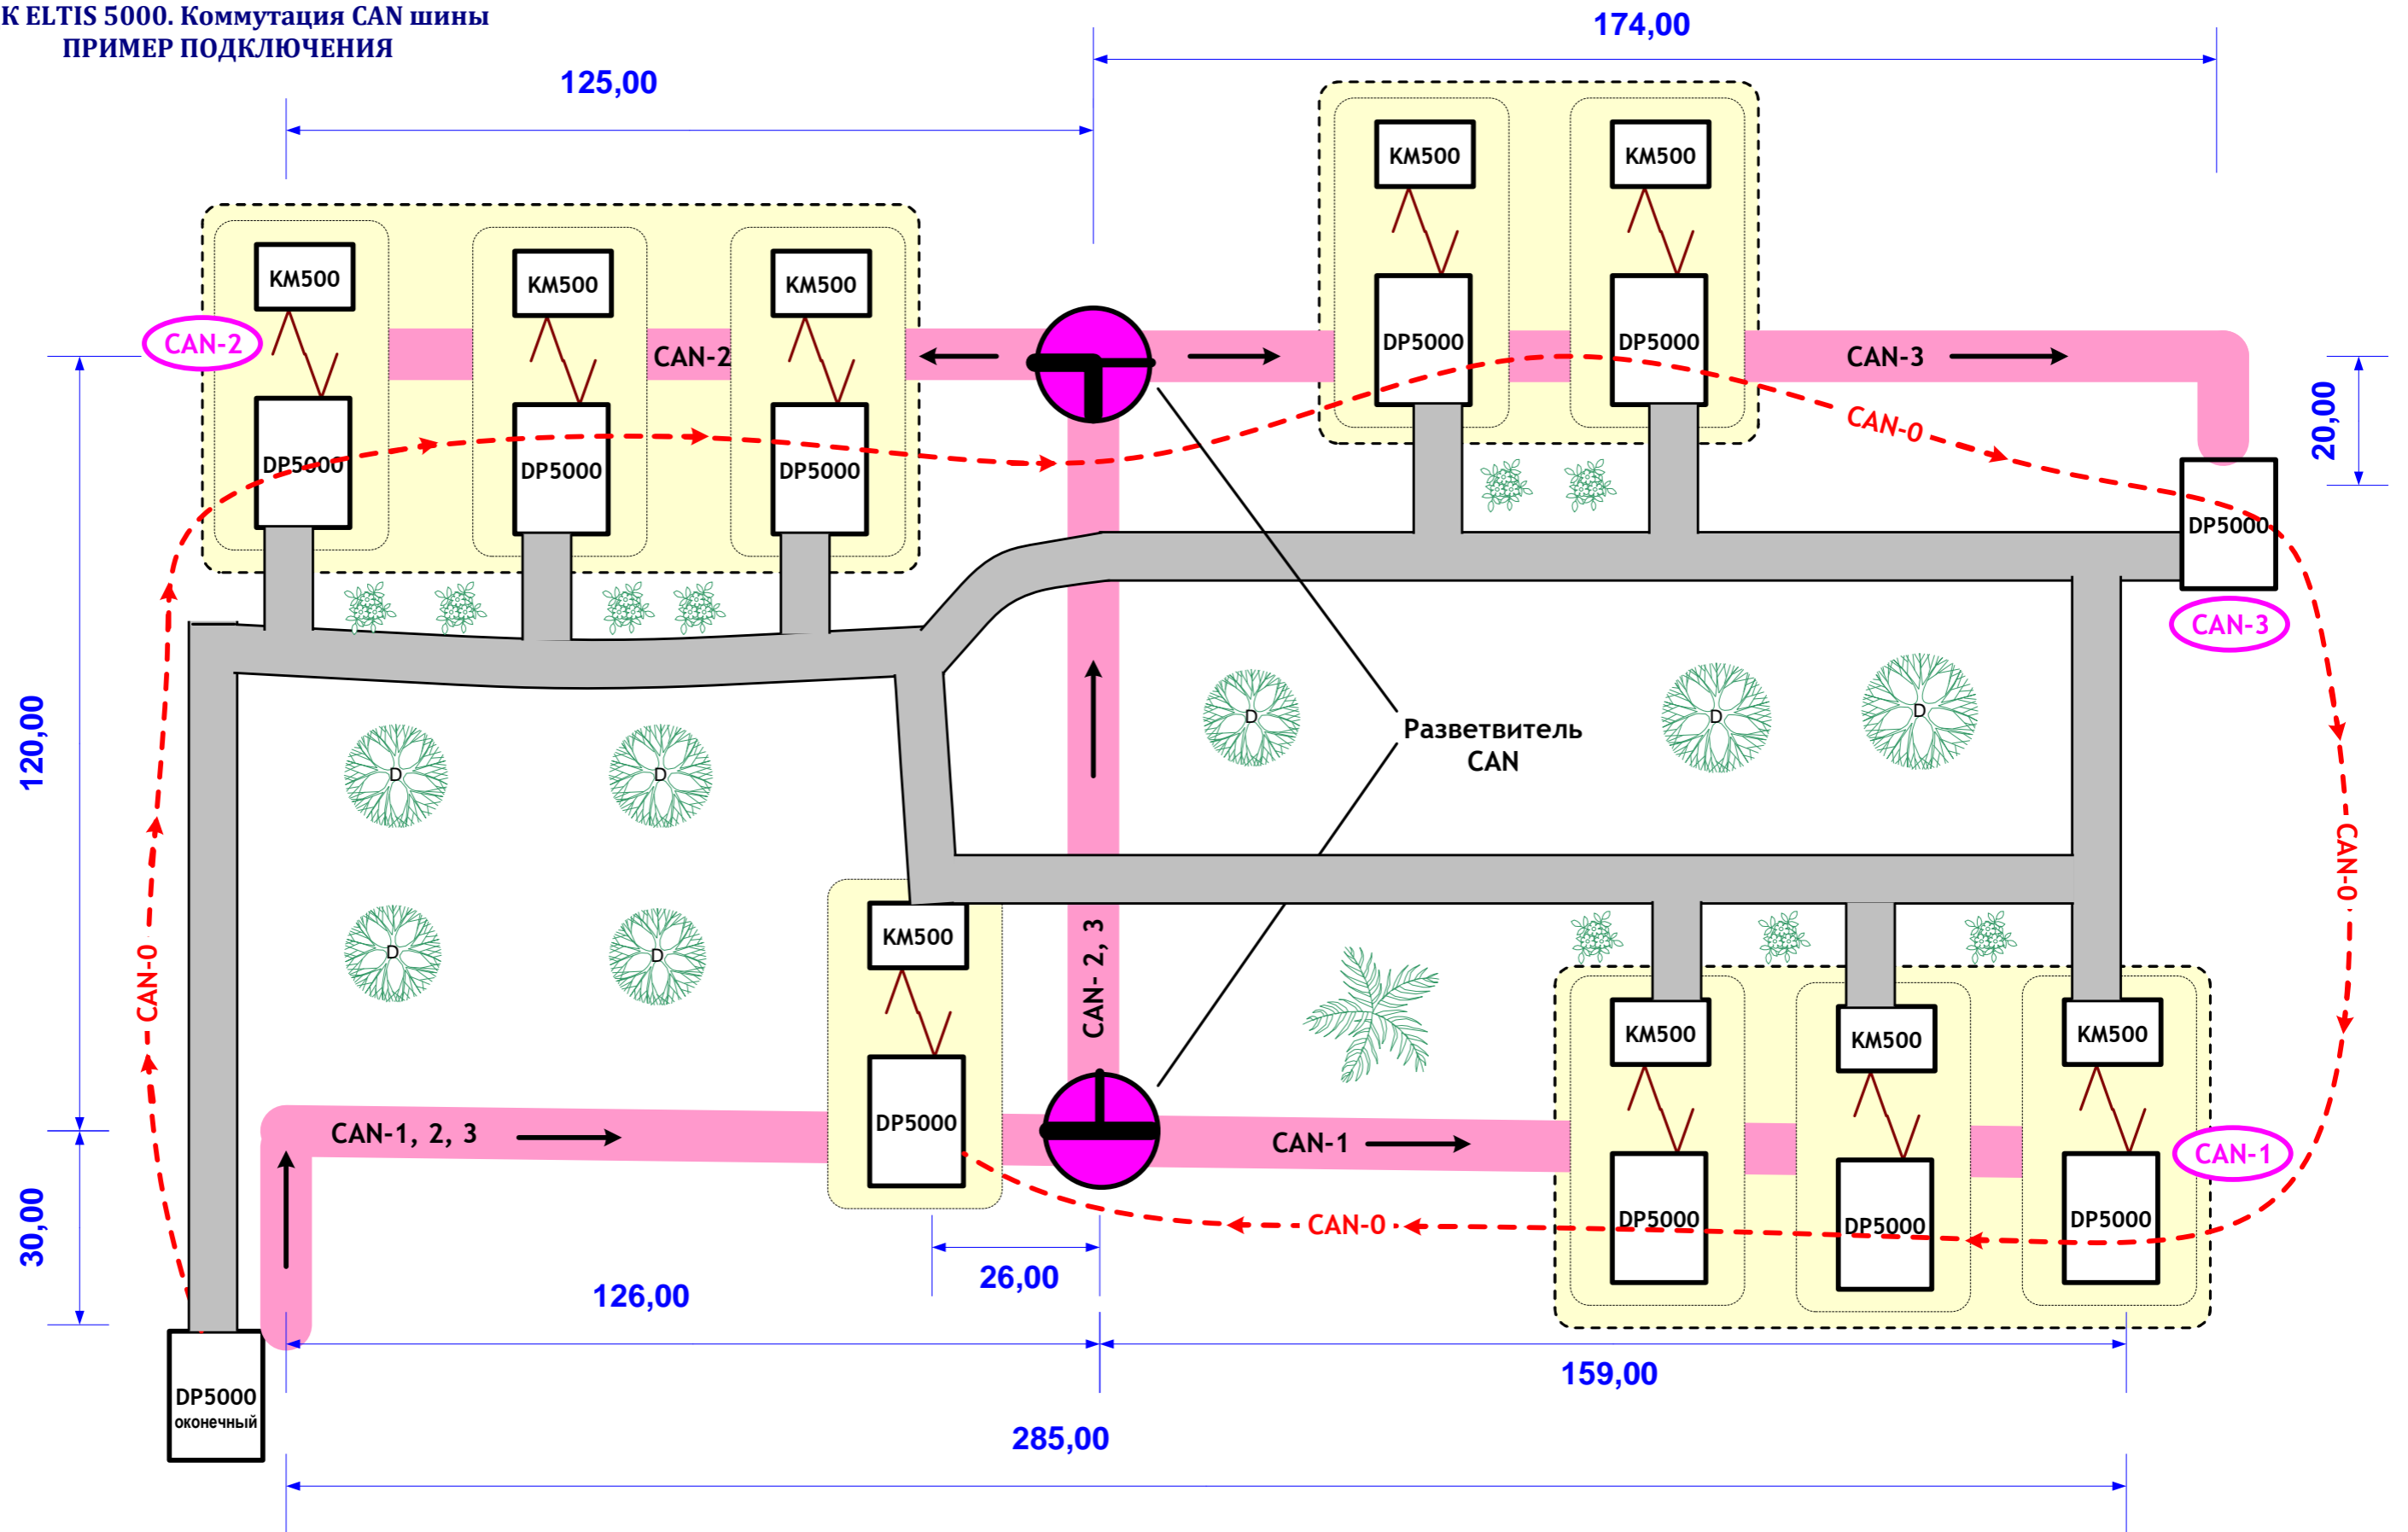 К ELTIS 5000. Коммутация CAN шины
ПРИМЕР ПОДКЛЮЧЕНИЯ
174,00
125,00
KM500
KM500
KM500
KM500
KM500
CAN-2
CAN-2
DP5000
DP5000
CAN-3
CAN-0
20,00
DP5000
DP5000
DP5000
DP5000
CAN-3
120,00
Разветвитель
CAN
D
D
D
D
D
CAN-0
D
D
KM500
CAN-0
CAN- 2, 3
KM500
KM500
KM500
DP5000
CAN-1, 2, 3
CAN-1
CAN-1
30,00
CAN-0
DP5000
DP5000
DP5000
26,00
126,00
159,00
DP5000
оконечный
285,00